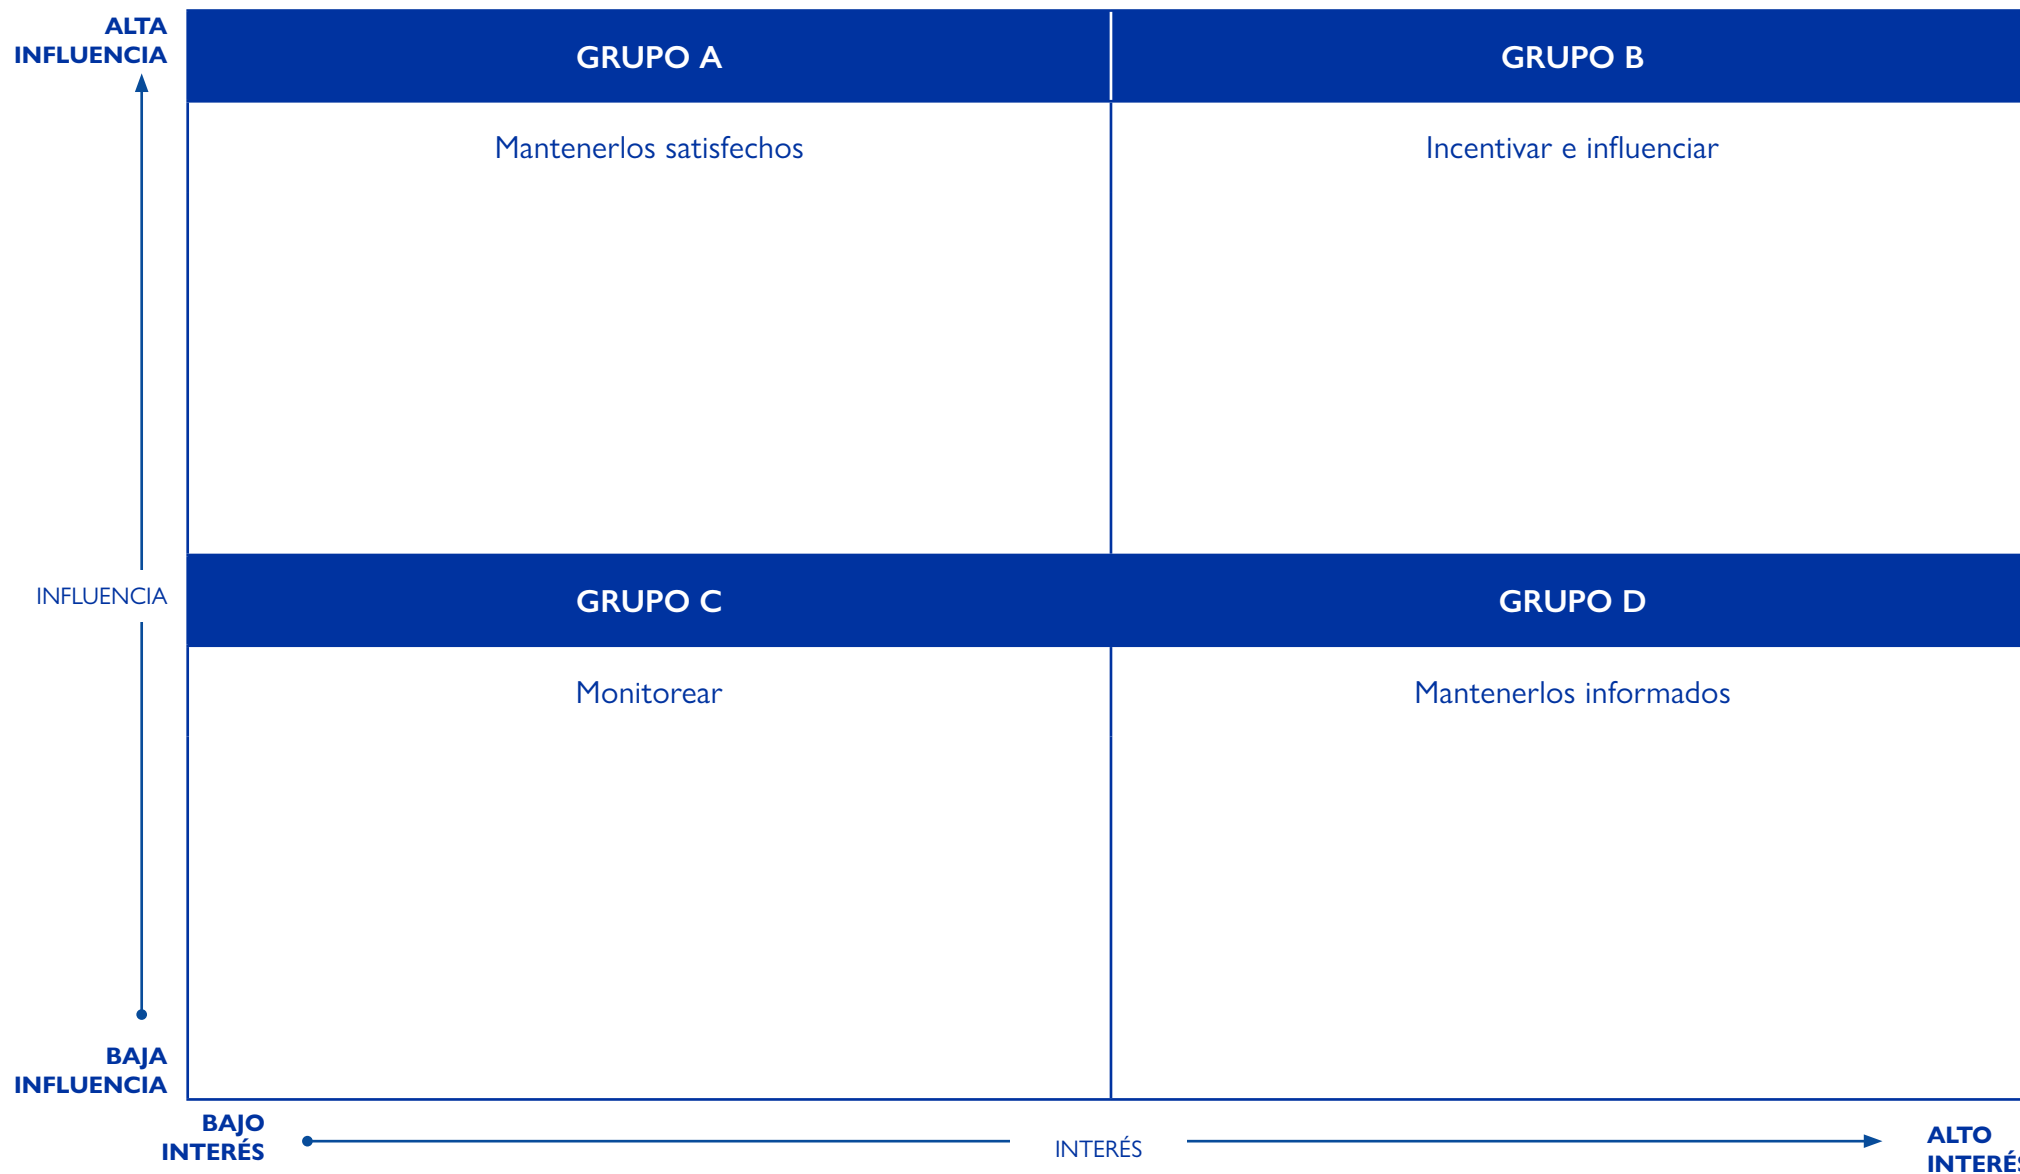 ALTA
INFLUENCIA
GRUPO A
GRUPO B
Mantenerlos satisfechos
Incentivar e influenciar
INFLUENCIA
GRUPO C
GRUPO D
Monitorear
Mantenerlos informados
BAJA
INFLUENCIA
BAJO
INTERÉS
INTERÉS
ALTO
INTERÉS